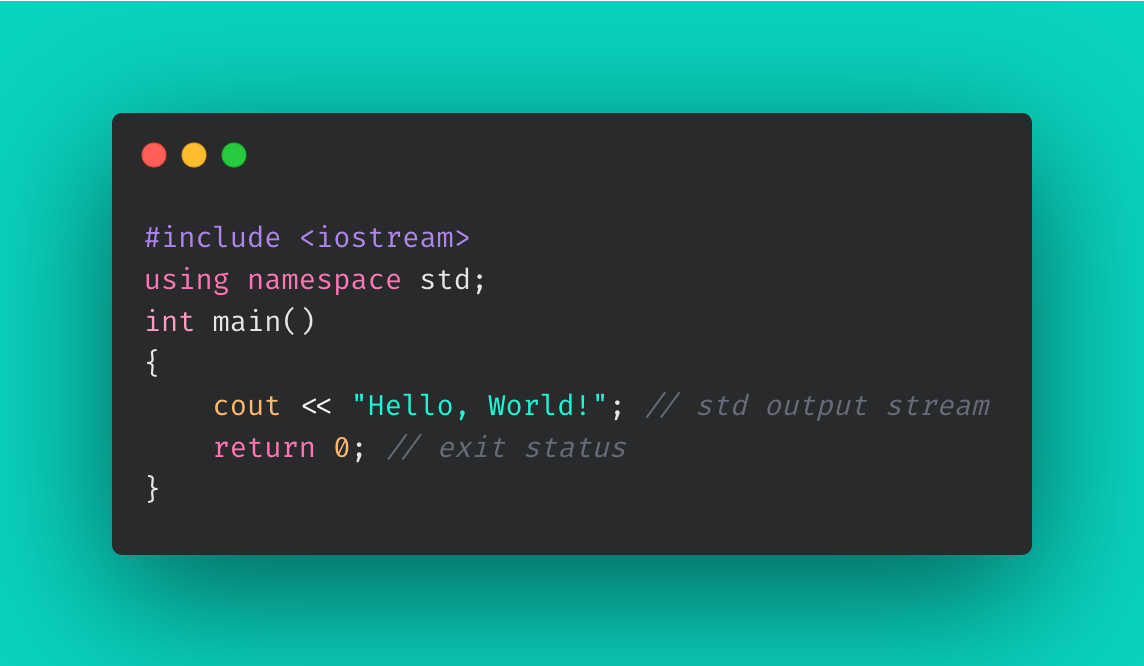 #include <iostream>
using namespace std;
int main()
{
    cout << "Hello, World!"; // std output stream
    return 0; // exit status
}